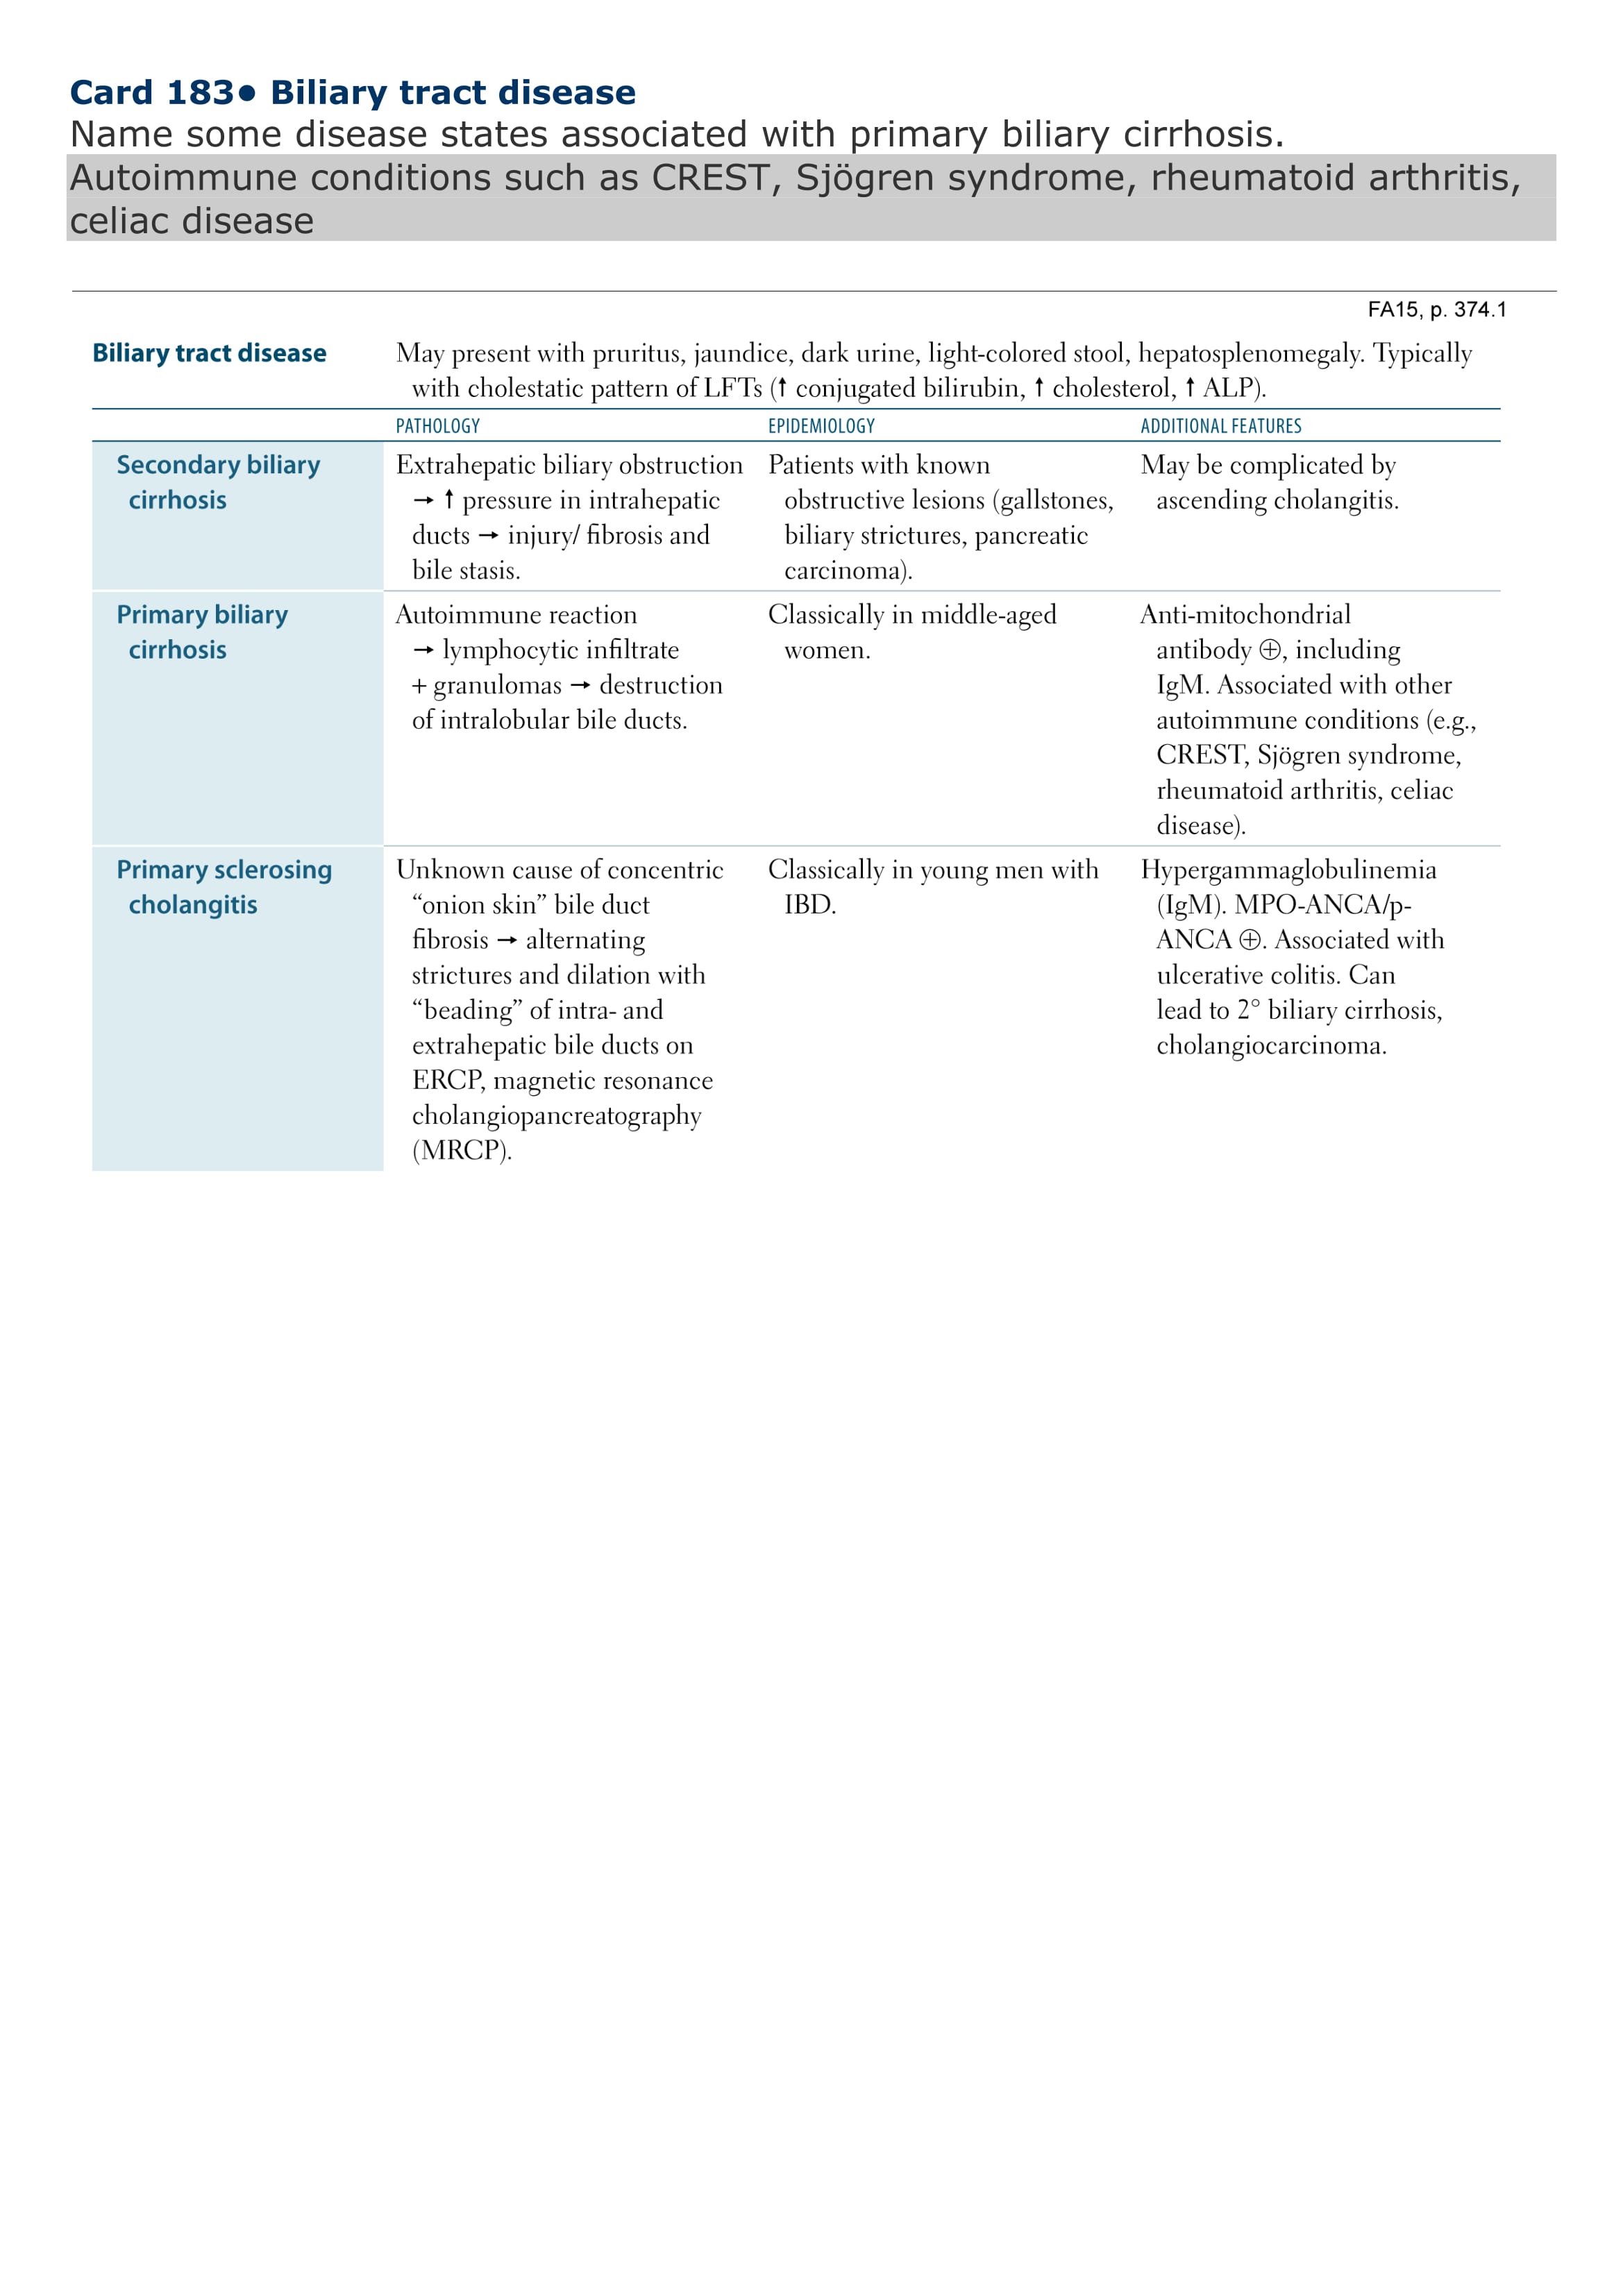 Card 183• Biliary tract disease
Name some disease states associated with primary biliary cirrhosis.
Autoimmune conditions such as CREST, Sjögren syndrome, rheumatoid arthritis,
celiac disease
FA15, p. 374.1
Biliary tract disease
May present with pruritus, jaundice, dark urine, light-colored stool, hepatosplenomegaly. Typically
with cholestatic pattern of LFTs (↑ conjugated bilirubin, ↑ cholesterol, ↑ ALP).
PATHOLOGY
EPIDEMIOLOGY
ADDITIONAL FEATURES
Secondary biliary
cirrhosis
Extrahepatic biliary obstruction
→ ↑ pressure in intrahepatic
ducts → injury/ fibrosis and
bile stasis.
Patients with known
obstructive lesions (gallstones,
biliary strictures, pancreatic
carcinoma).
May be complicated by
ascending cholangitis.
Primary biliary
cirrhosis
Autoimmune reaction
→ lymphocytic infiltrate
+ granulomas → destruction
of intralobular bile ducts.
Classically in middle-aged
women.
Anti-mitochondrial
antibody ⊕, including
IgM. Associated with other
autoimmune conditions (e.g.,
CREST, Sjögren syndrome,
rheumatoid arthritis, celiac
disease).
Primary sclerosing
cholangitis
Unknown cause of concentric
“onion skin” bile duct
fibrosis → alternating
strictures and dilation with
“beading” of intra- and
extrahepatic bile ducts on
ERCP, magnetic resonance
cholangiopancreatography
(MRCP).
Classically in young men with
IBD.
Hypergammaglobulinemia
(IgM). MPO-ANCA/p-
ANCA ⊕. Associated with
ulcerative colitis. Can
lead to 2° biliary cirrhosis,
cholangiocarcinoma.